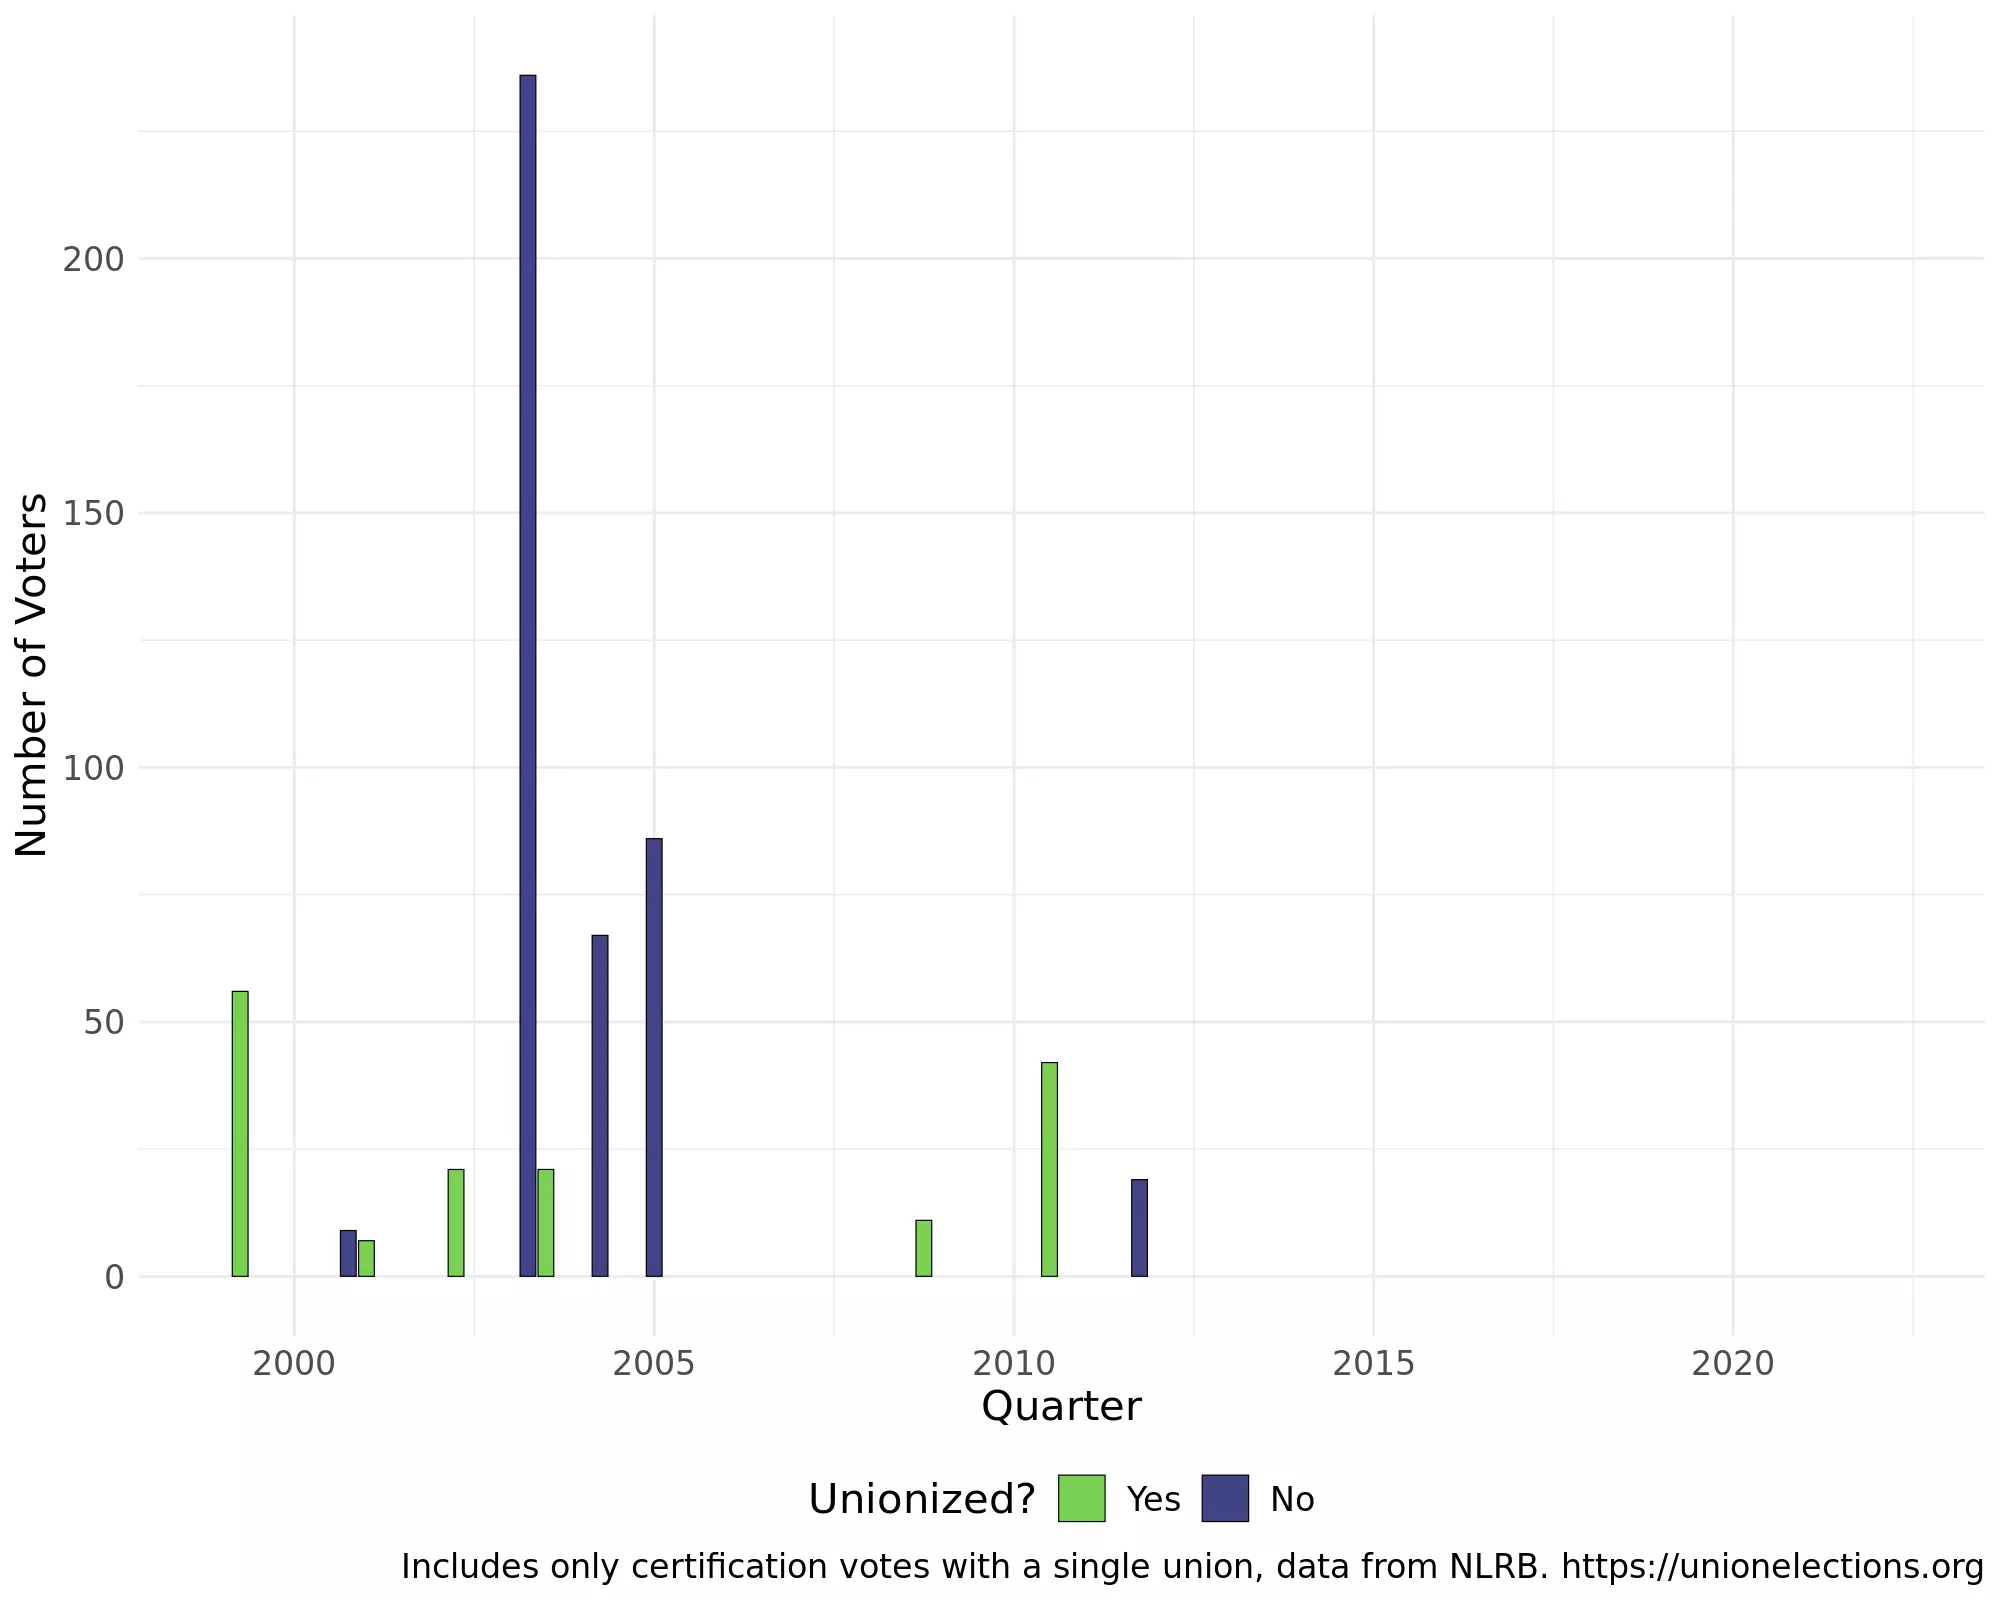 200
150
100
50
0
Number of Voters
2000 2005 2010 2015 2020
Quarter
Unionized? Yes No
Includes only certification votes with a single union, data from NLRB. https://unionelections.org